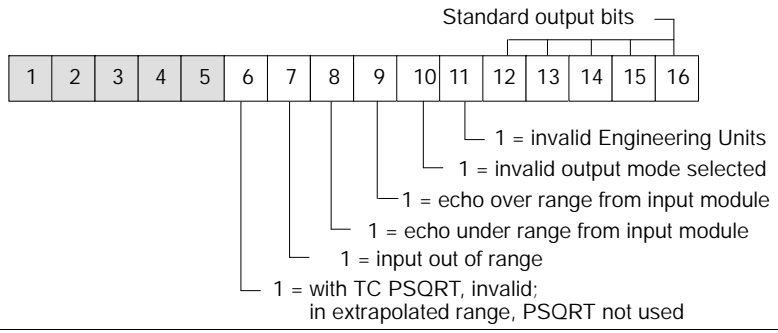 Standard output bits
1 2 3 4 5 6 7 8 9 10 11 12 13 14 15 16
1 = invalid Engineering Units
1 = invalid output mode selected
1 = echo over range from input module
1 = echo under range from input module
1 = input out of range
1 = with TC PSQRT, invalid;
in extrapolated range, PSQRT not used